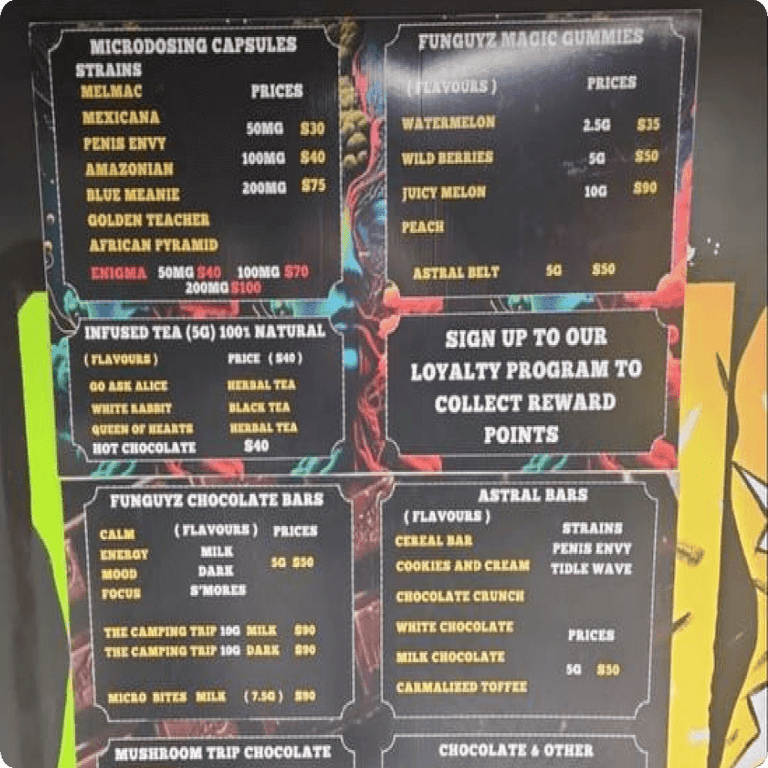 MICRODOSING CAPSULES
STRAINS
MELMAC
PRICES
MEXICANA
50MG $30
PENIS ENVY
100MG $40
AMAZONIAN
200MG $75
BLUE MEANIE
GOLDEN TEACHER
AFRICAN PYRAMID
ENIGMA 50MG $40 100MG $70
200MG $100
FUNGUYZ MAGIC GUMMIES
(FLAVOURS)
PRICES
WATERMELON 2.5G $35
WILD BERRIES 5G $50
JUICY MELON 10G $90
PEACH
ASTRAL BELT 5G $50
INFUSED TEA (5G) 100% NATURAL
(FLAVOURS) PRICE ($40)
GO ASK ALICE HERBAL TEA
WHITE RABBIT BLACK TEA
QUEEN OF HEARTS HERBAL TEA
HOT CHOCOLATE $40
SIGN UP TO OUR
LOYALTY PROGRAM TO
COLLECT REWARD
POINTS
FUNGUYZ CHOCOLATE BARS
CALM (FLAVOURS) PRICES
ENERGY MILK
MOOD DARK 5G $50
FOCUS S'MORES
THE CAMPING TRIP 10G MILK $90
THE CAMPING TRIP 10G DARK $90
MICRO BITES MILK (7.5G) $90
ASTRAL BARS
(FLAVOURS)
STRAINS
CEREAL BAR
PENIS ENVY
COOKIES AND CREAM
TIDLE WAVE
CHOCOLATE CRUNCH
WHITE CHOCOLATE
PRICES
MILK CHOCOLATE
5G $50
CARMALIZED TOFFEE
MUSHROOM TRIP CHOCOLATE
CHOCOLATE & OTHER